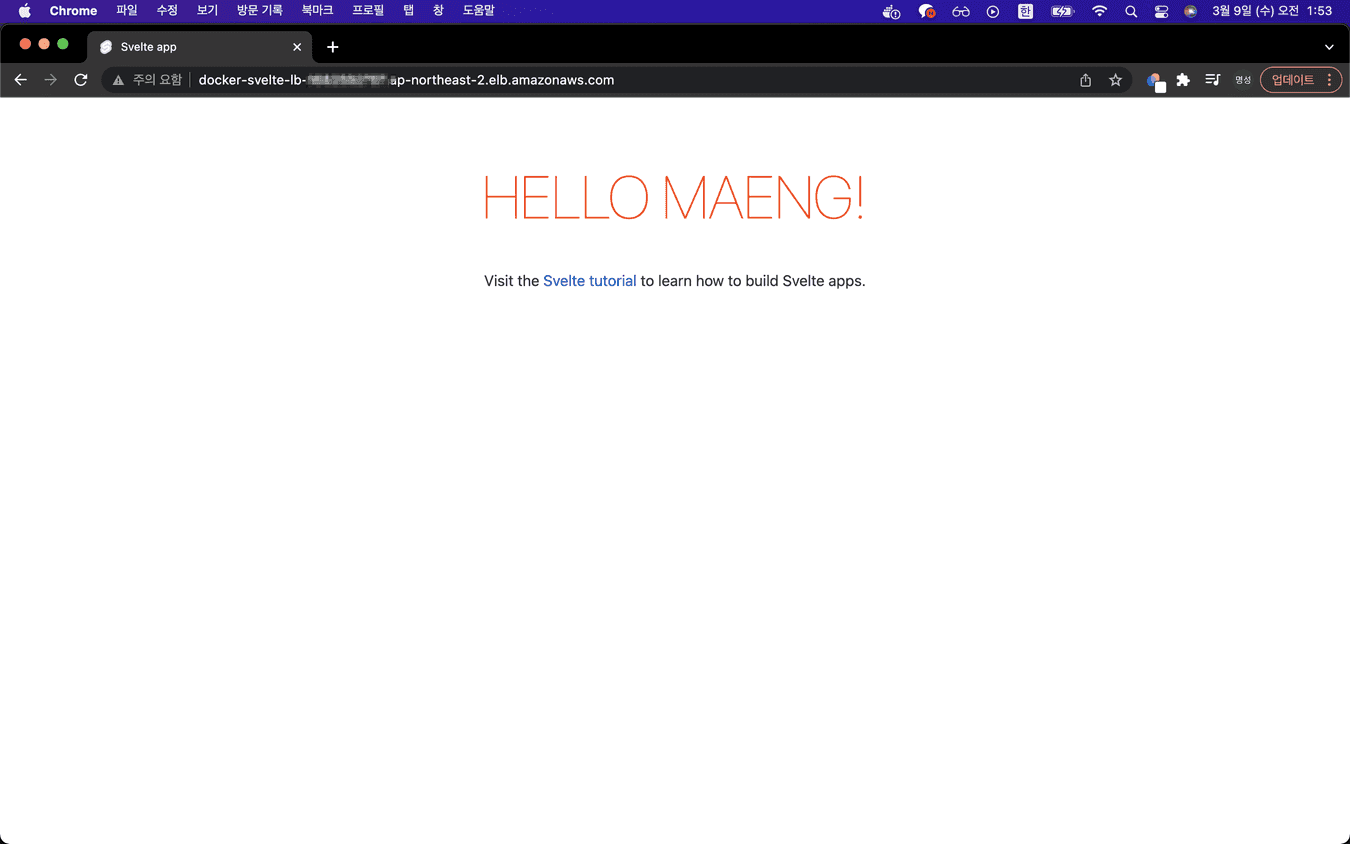 Chrome 파일 수정 보기 방문 기록 북마크 프로필 탭 창 도움말 한 3월 9일 (수) 오전 1:53
Svelte app
주의 요함 docker-svelte-lb- ap-northeast-2.elb.amazonaws.com 명성 업데이트
HELLO MAENG!
Visit the Svelte tutorial to learn how to build Svelte apps.